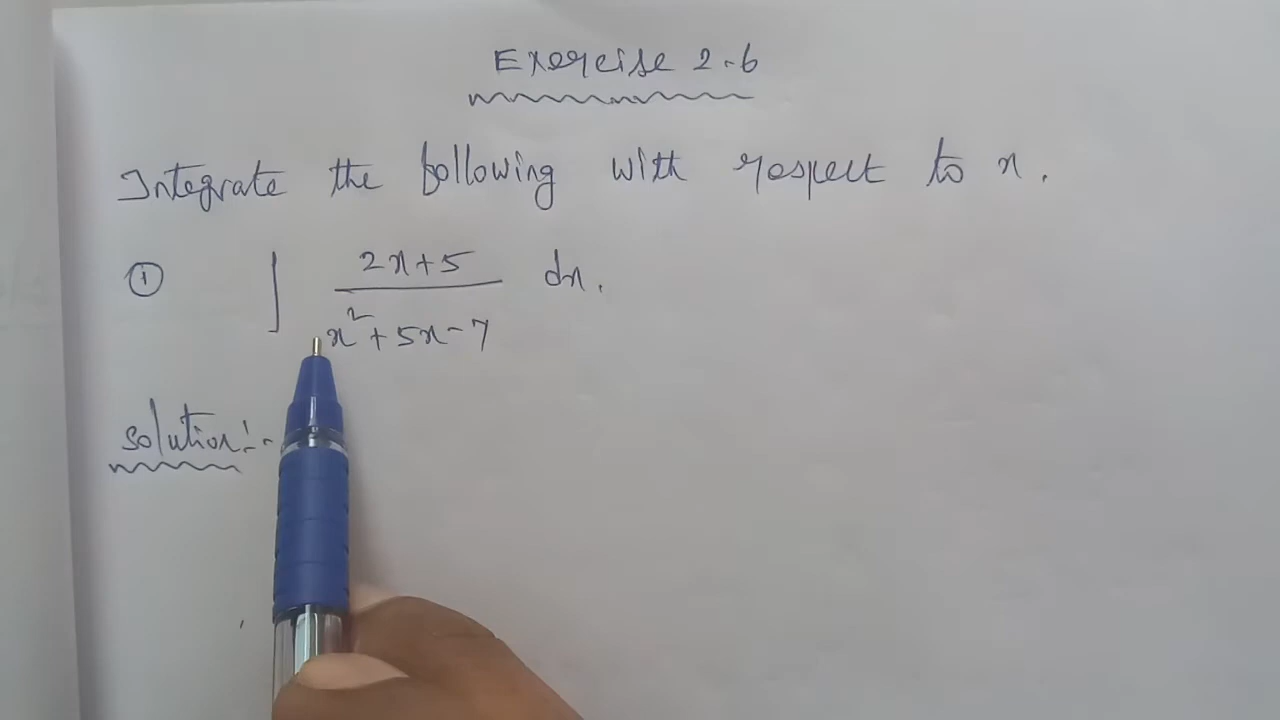 Exercise 2.6
Integrate the following with respect to x.
① ∫ (2x+5)/(x²+5x-7) dx.
Solution:-